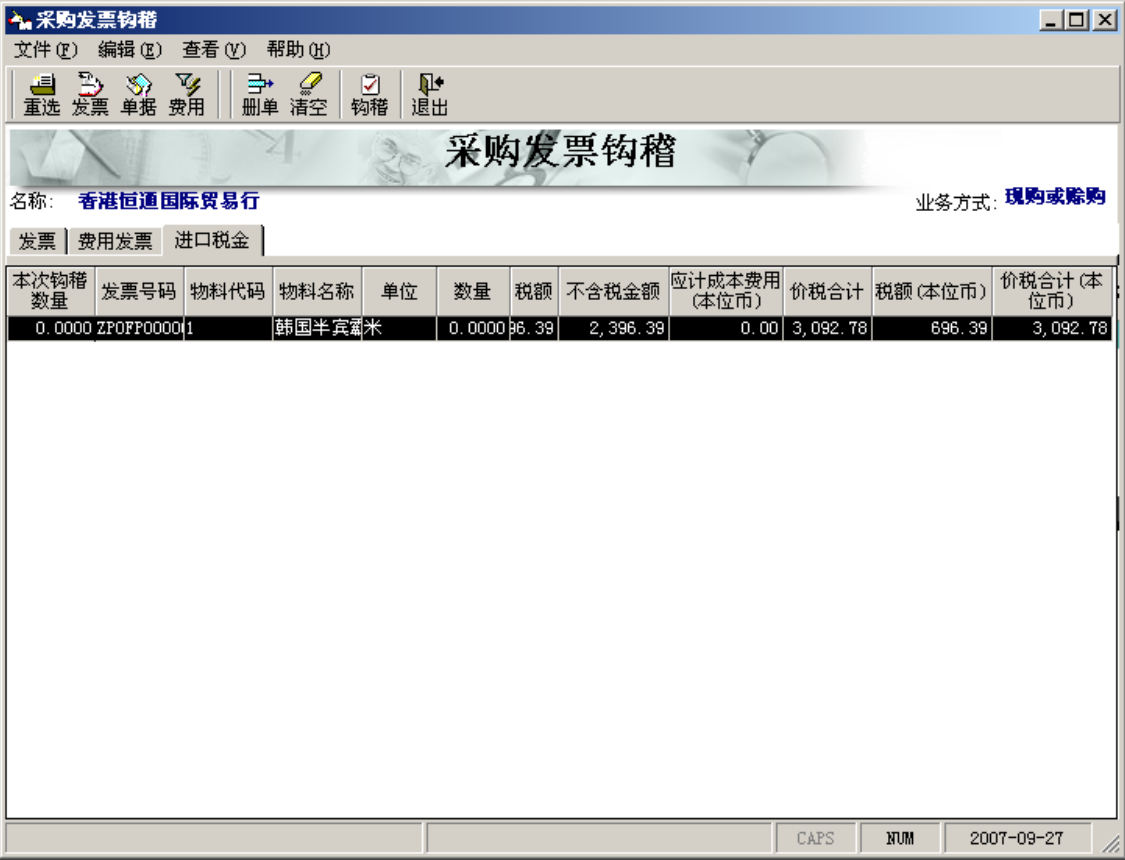 采购发票钩稽
文件(F) 编辑(E) 查看(V) 帮助(H)
重选 发票 单据 费用 删单 清空 钩稽 退出
采购发票钩稽
名称: 香港恒通国际贸易行 业务方式: 现购或赊购
发票 费用发票 进口税金
本次钩稽数量 发票号码 物料代码 物料名称 单位 数量 税额 不含税金额 应计成本费用(本位币) 价税合计 税额(本位币) 价税合计(本位币)
0.0000 ZPOFP0000 1 韩国半宾 米 0.0000 96.39 2,396.39 0.00 3,092.78 696.39 3,092.78
CAPS NUM 2007-09-27